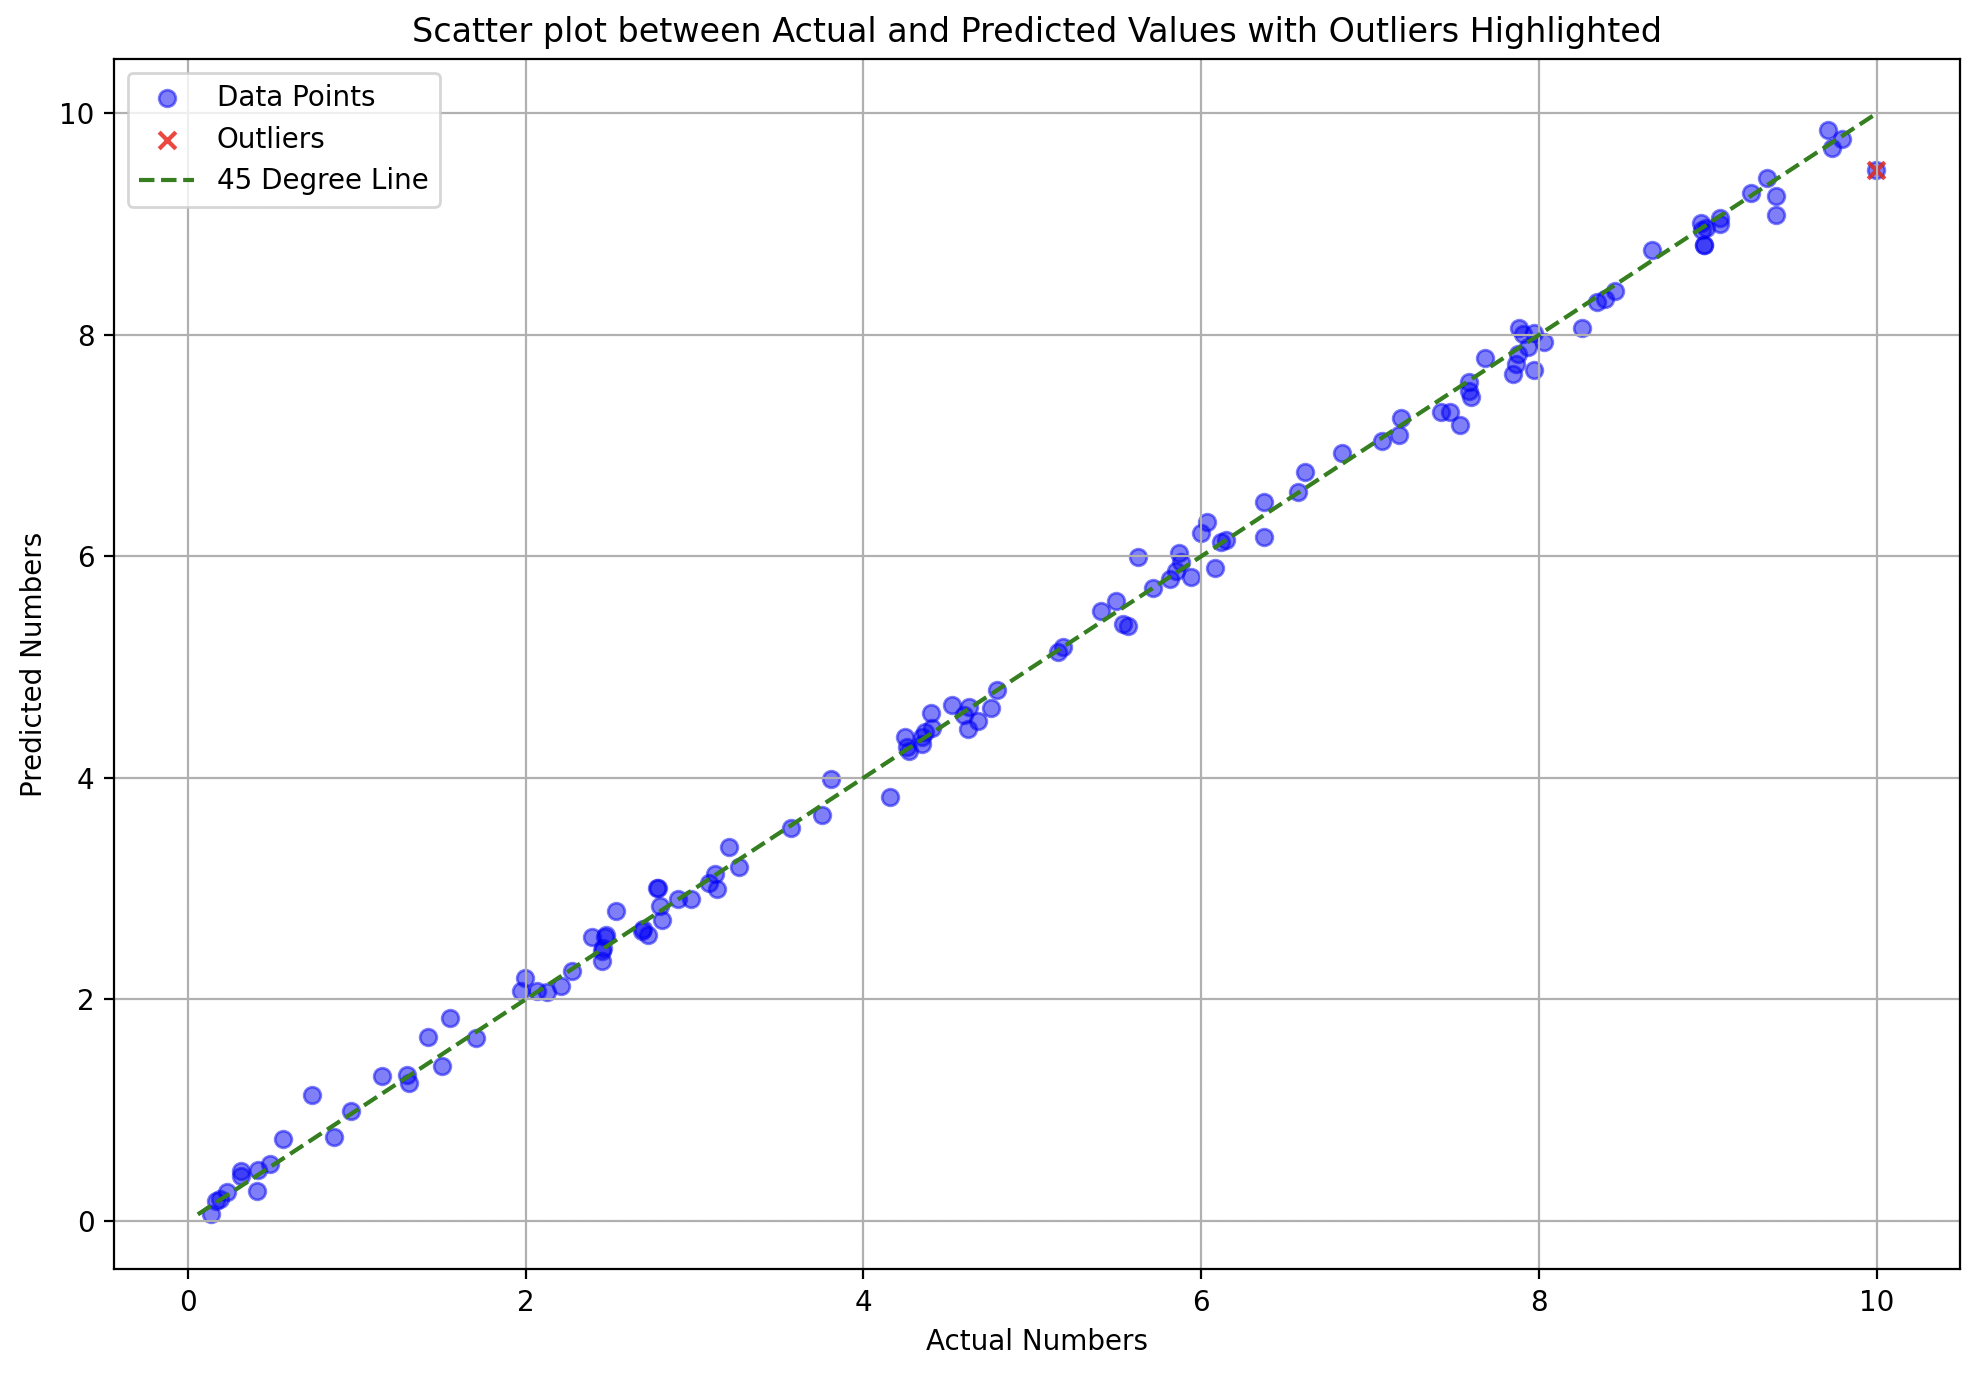 Scatter plot between Actual and Predicted Values with Outliers Highlighted
Data Points
Outliers
45 Degree Line
10
8
6
4
2
0
Predicted Numbers
0 2 4 6 8 10
Actual Numbers